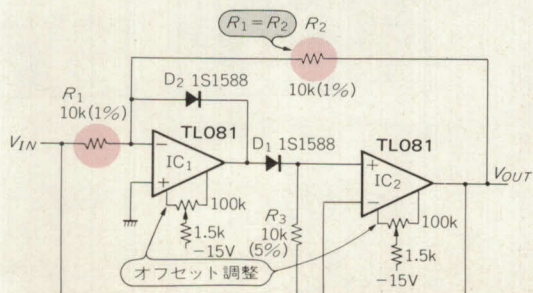 R₁=R₂
R₂
10k(1%)
D₂ 1S1588
R₁
10k(1%)
VIN
TL081
IC₁
D₁ 1S1588
TL081
IC₂
VOUT
100k
1.5k
-15V
R₃
10k
(5%)
100k
1.5k
-15V
オフセット調整